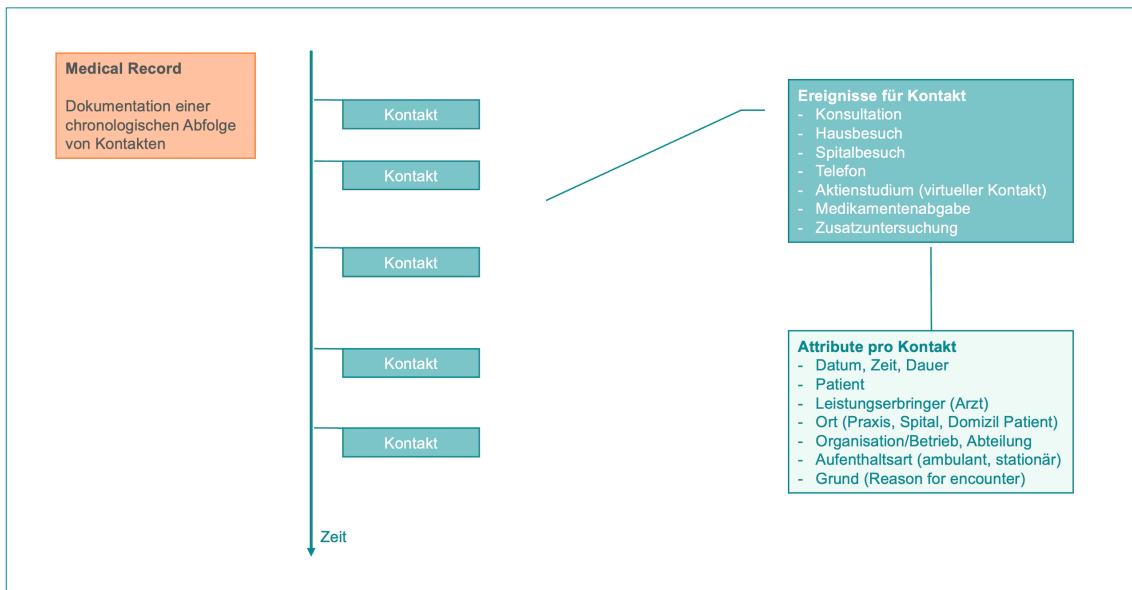 Medical Record
Dokumentation einer
chronologischen Abfolge
von Kontakten
Kontakt
Kontakt
Kontakt
Kontakt
Kontakt
Zeit
Ereignisse für Kontakt
- Konsultation
- Hausbesuch
- Spitalbesuch
- Telefon
- Aktienstudium (virtueller Kontakt)
- Medikamentenabgabe
- Zusatzuntersuchung
Attribute pro Kontakt
- Datum, Zeit, Dauer
- Patient
- Leistungserbringer (Arzt)
- Ort (Praxis, Spital, Domizil Patient)
- Organisation/Betrieb, Abteilung
- Aufenthaltsart (ambulant, stationär)
- Grund (Reason for encounter)